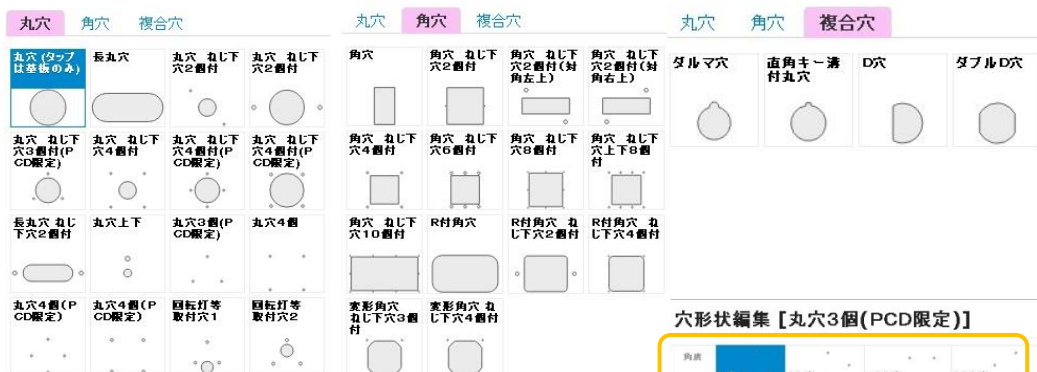 丸穴 角穴 複合穴
丸穴 (タップ
は基板のみ)
長丸穴
丸穴 ねじ下
穴2個付
丸穴 ねじ下
穴2個付
丸穴 ねじ下
穴3個付(P
CD限定)
丸穴 ねじ下
穴4個付
丸穴 ねじ下
穴4個付(P
CD限定)
丸穴 ねじ下
穴4個付(P
CD限定)
長丸穴 ねじ
下穴2個付
丸穴上下
丸穴3個(P
CD限定)
丸穴4個
丸穴4個(P
CD限定)
丸穴4個(P
CD限定)
回転灯等
取付穴1
回転灯等
取付穴2
丸穴 角穴 複合穴
角穴
角穴 ねじ下
穴2個付
角穴 ねじ下
穴2個付(対
角左上)
角穴 ねじ下
穴2個付(対
角右上)
角穴 ねじ下
穴4個付
角穴 ねじ下
穴6個付
角穴 ねじ下
穴8個付
角穴 ねじ下
穴上下8個
付
角穴 ねじ下
穴10個付
R付角穴
R付角穴 ね
じ下穴2個付
R付角穴 ね
じ下穴4個付
変形角穴
ねじ下穴3個
付
変形角穴 ね
じ下穴4個付
丸穴 角穴 複合穴
ダルマ穴
直角キー溝
付丸穴
D穴
ダブルD穴
穴形状編集 [丸穴3個(PCD限定)]
角度